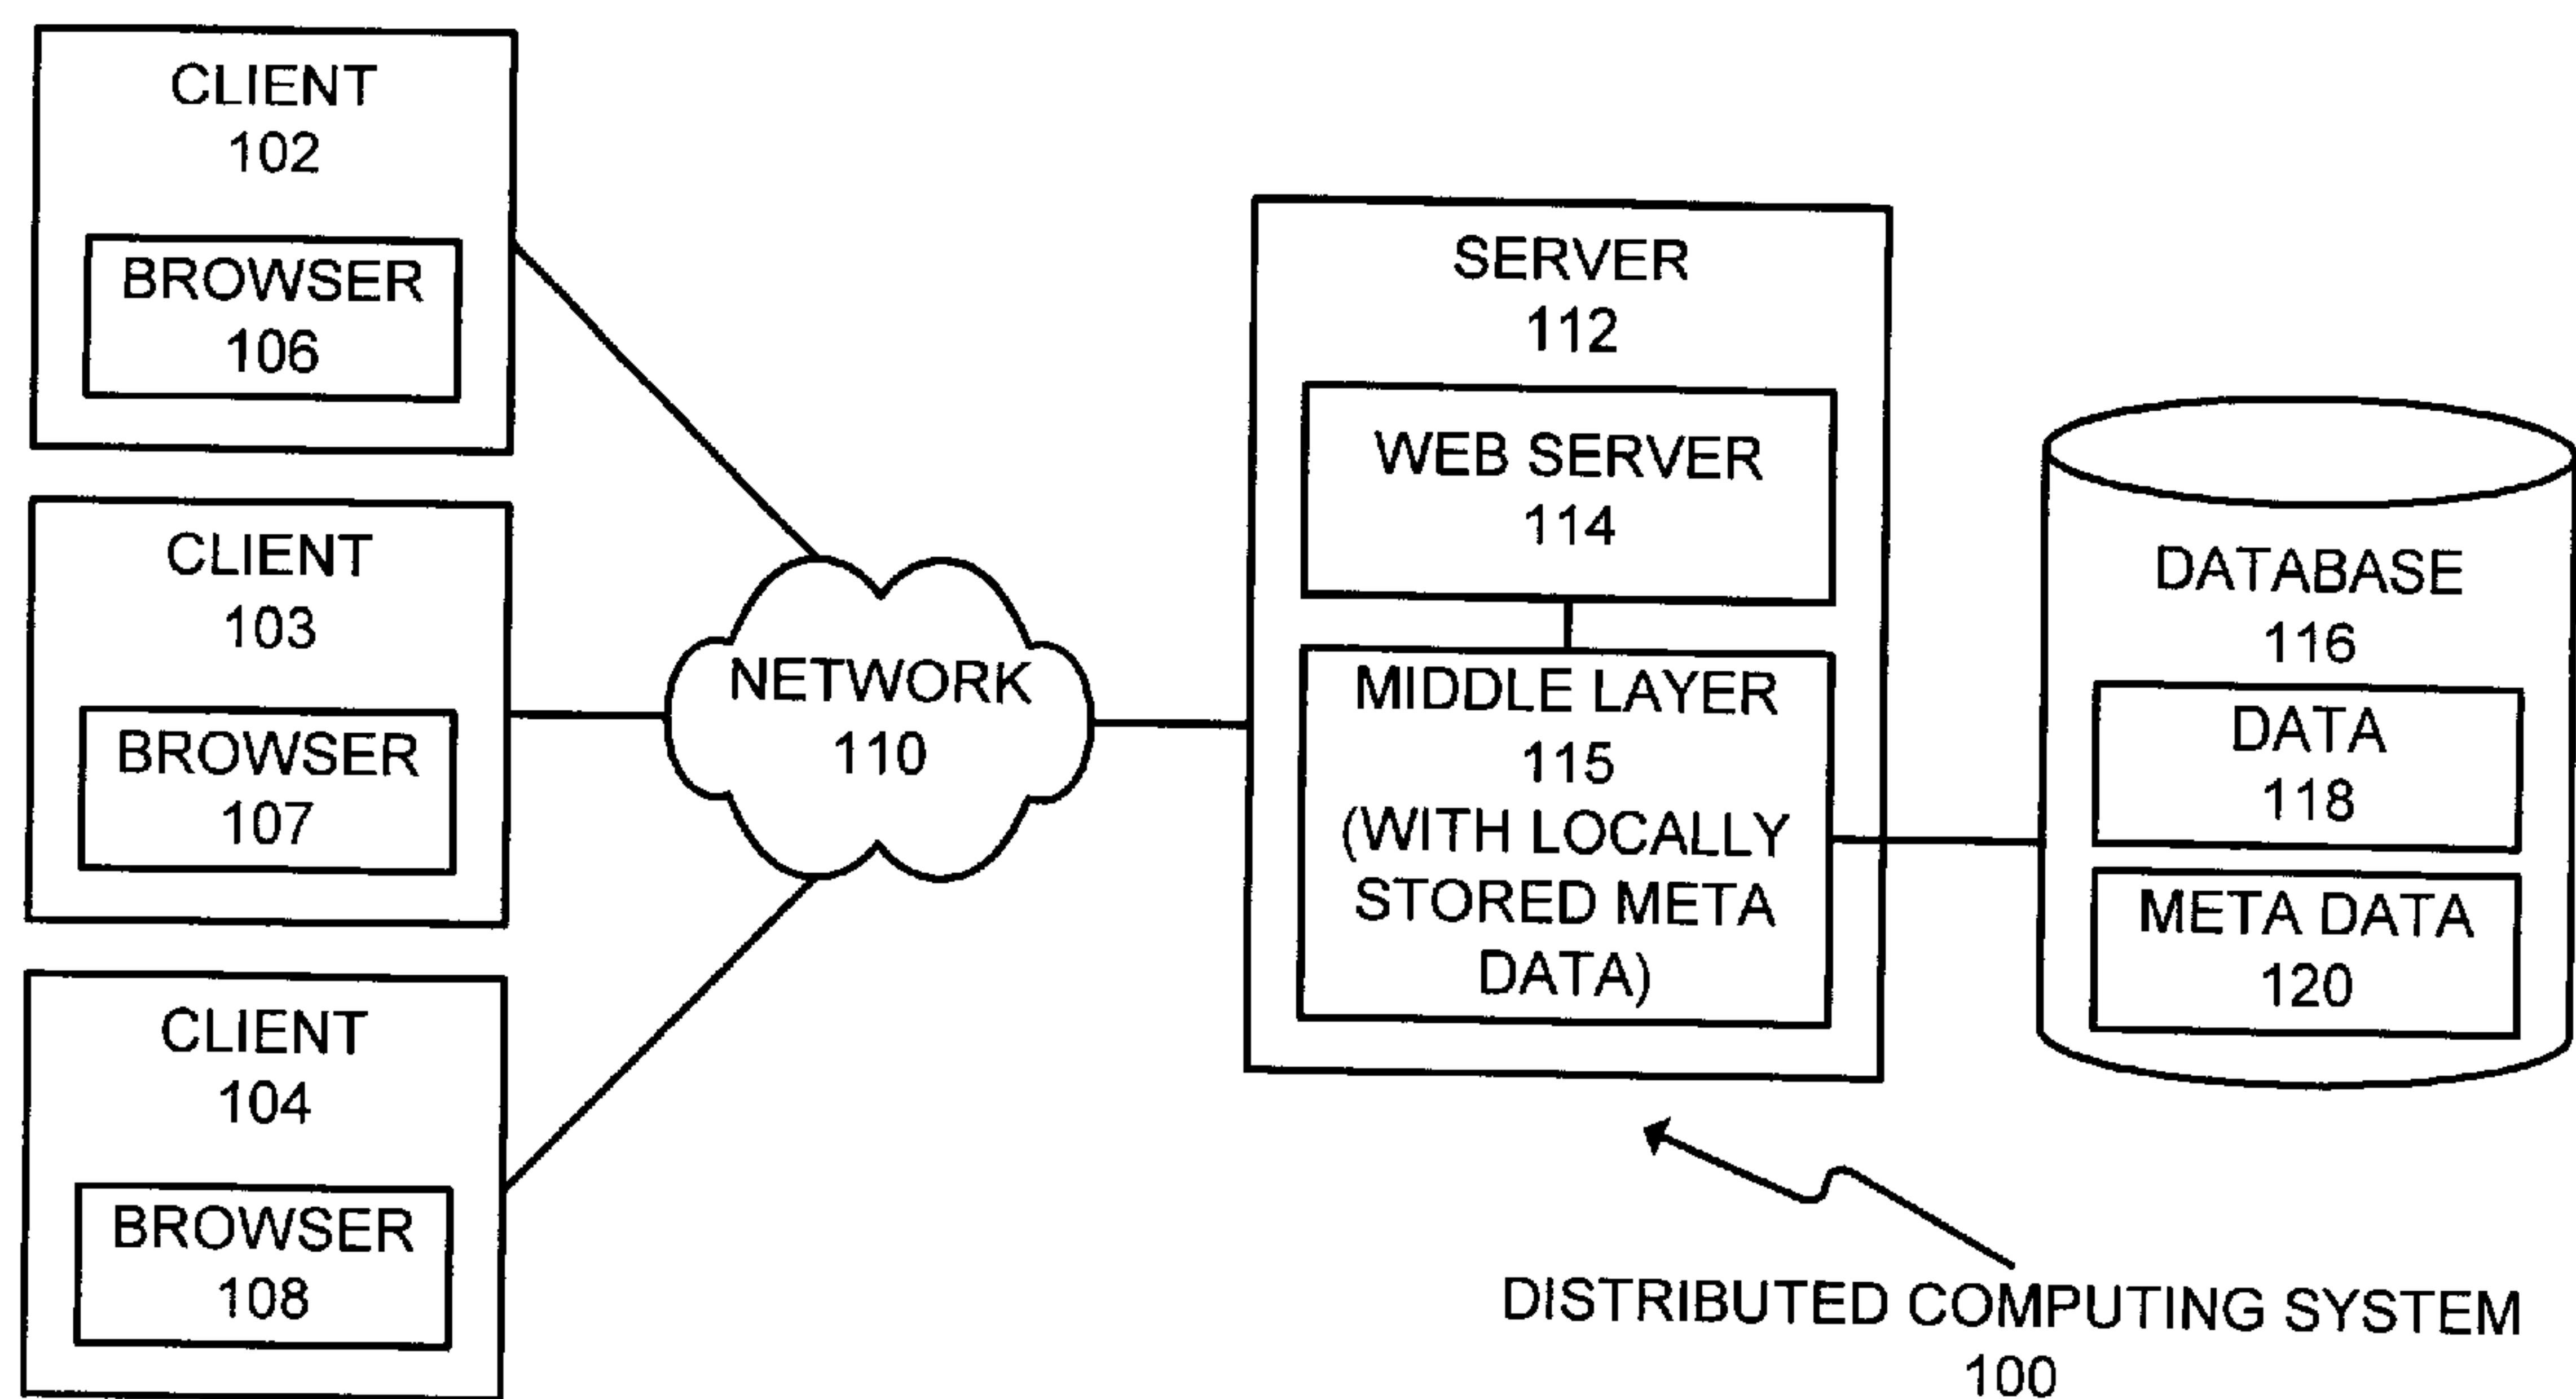 CLIENT
102
BROWSER
106
CLIENT
103
BROWSER
107
CLIENT
104
BROWSER
108
NETWORK
110
SERVER
112
WEB SERVER
114
MIDDLE LAYER
115
(WITH LOCALLY
STORED META
DATA)
DATABASE
116
DATA
118
META DATA
120
DISTRIBUTED COMPUTING SYSTEM
100